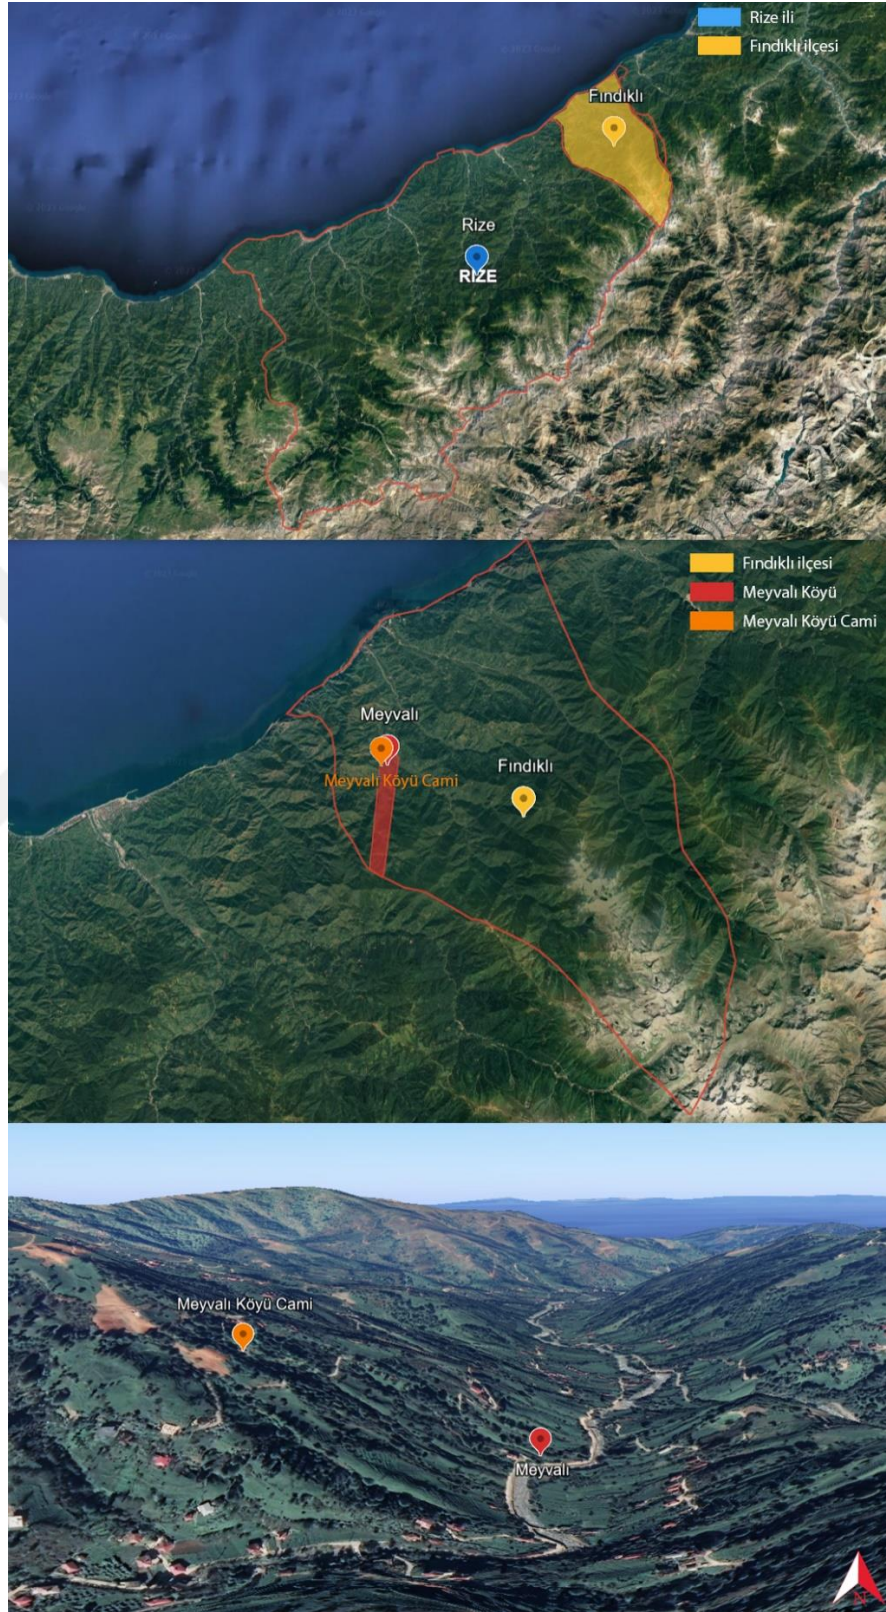 Rize ili
Fındıklı ilçesi
Fındıklı
Rize
RİZE
Fındıklı ilçesi
Meyvalı Köyü
Meyvalı Köyü Cami
Meyvalı
Meyvalı Köyü Cami
Fındıklı
Meyvalı Köyü Cami
Meyvalı
N